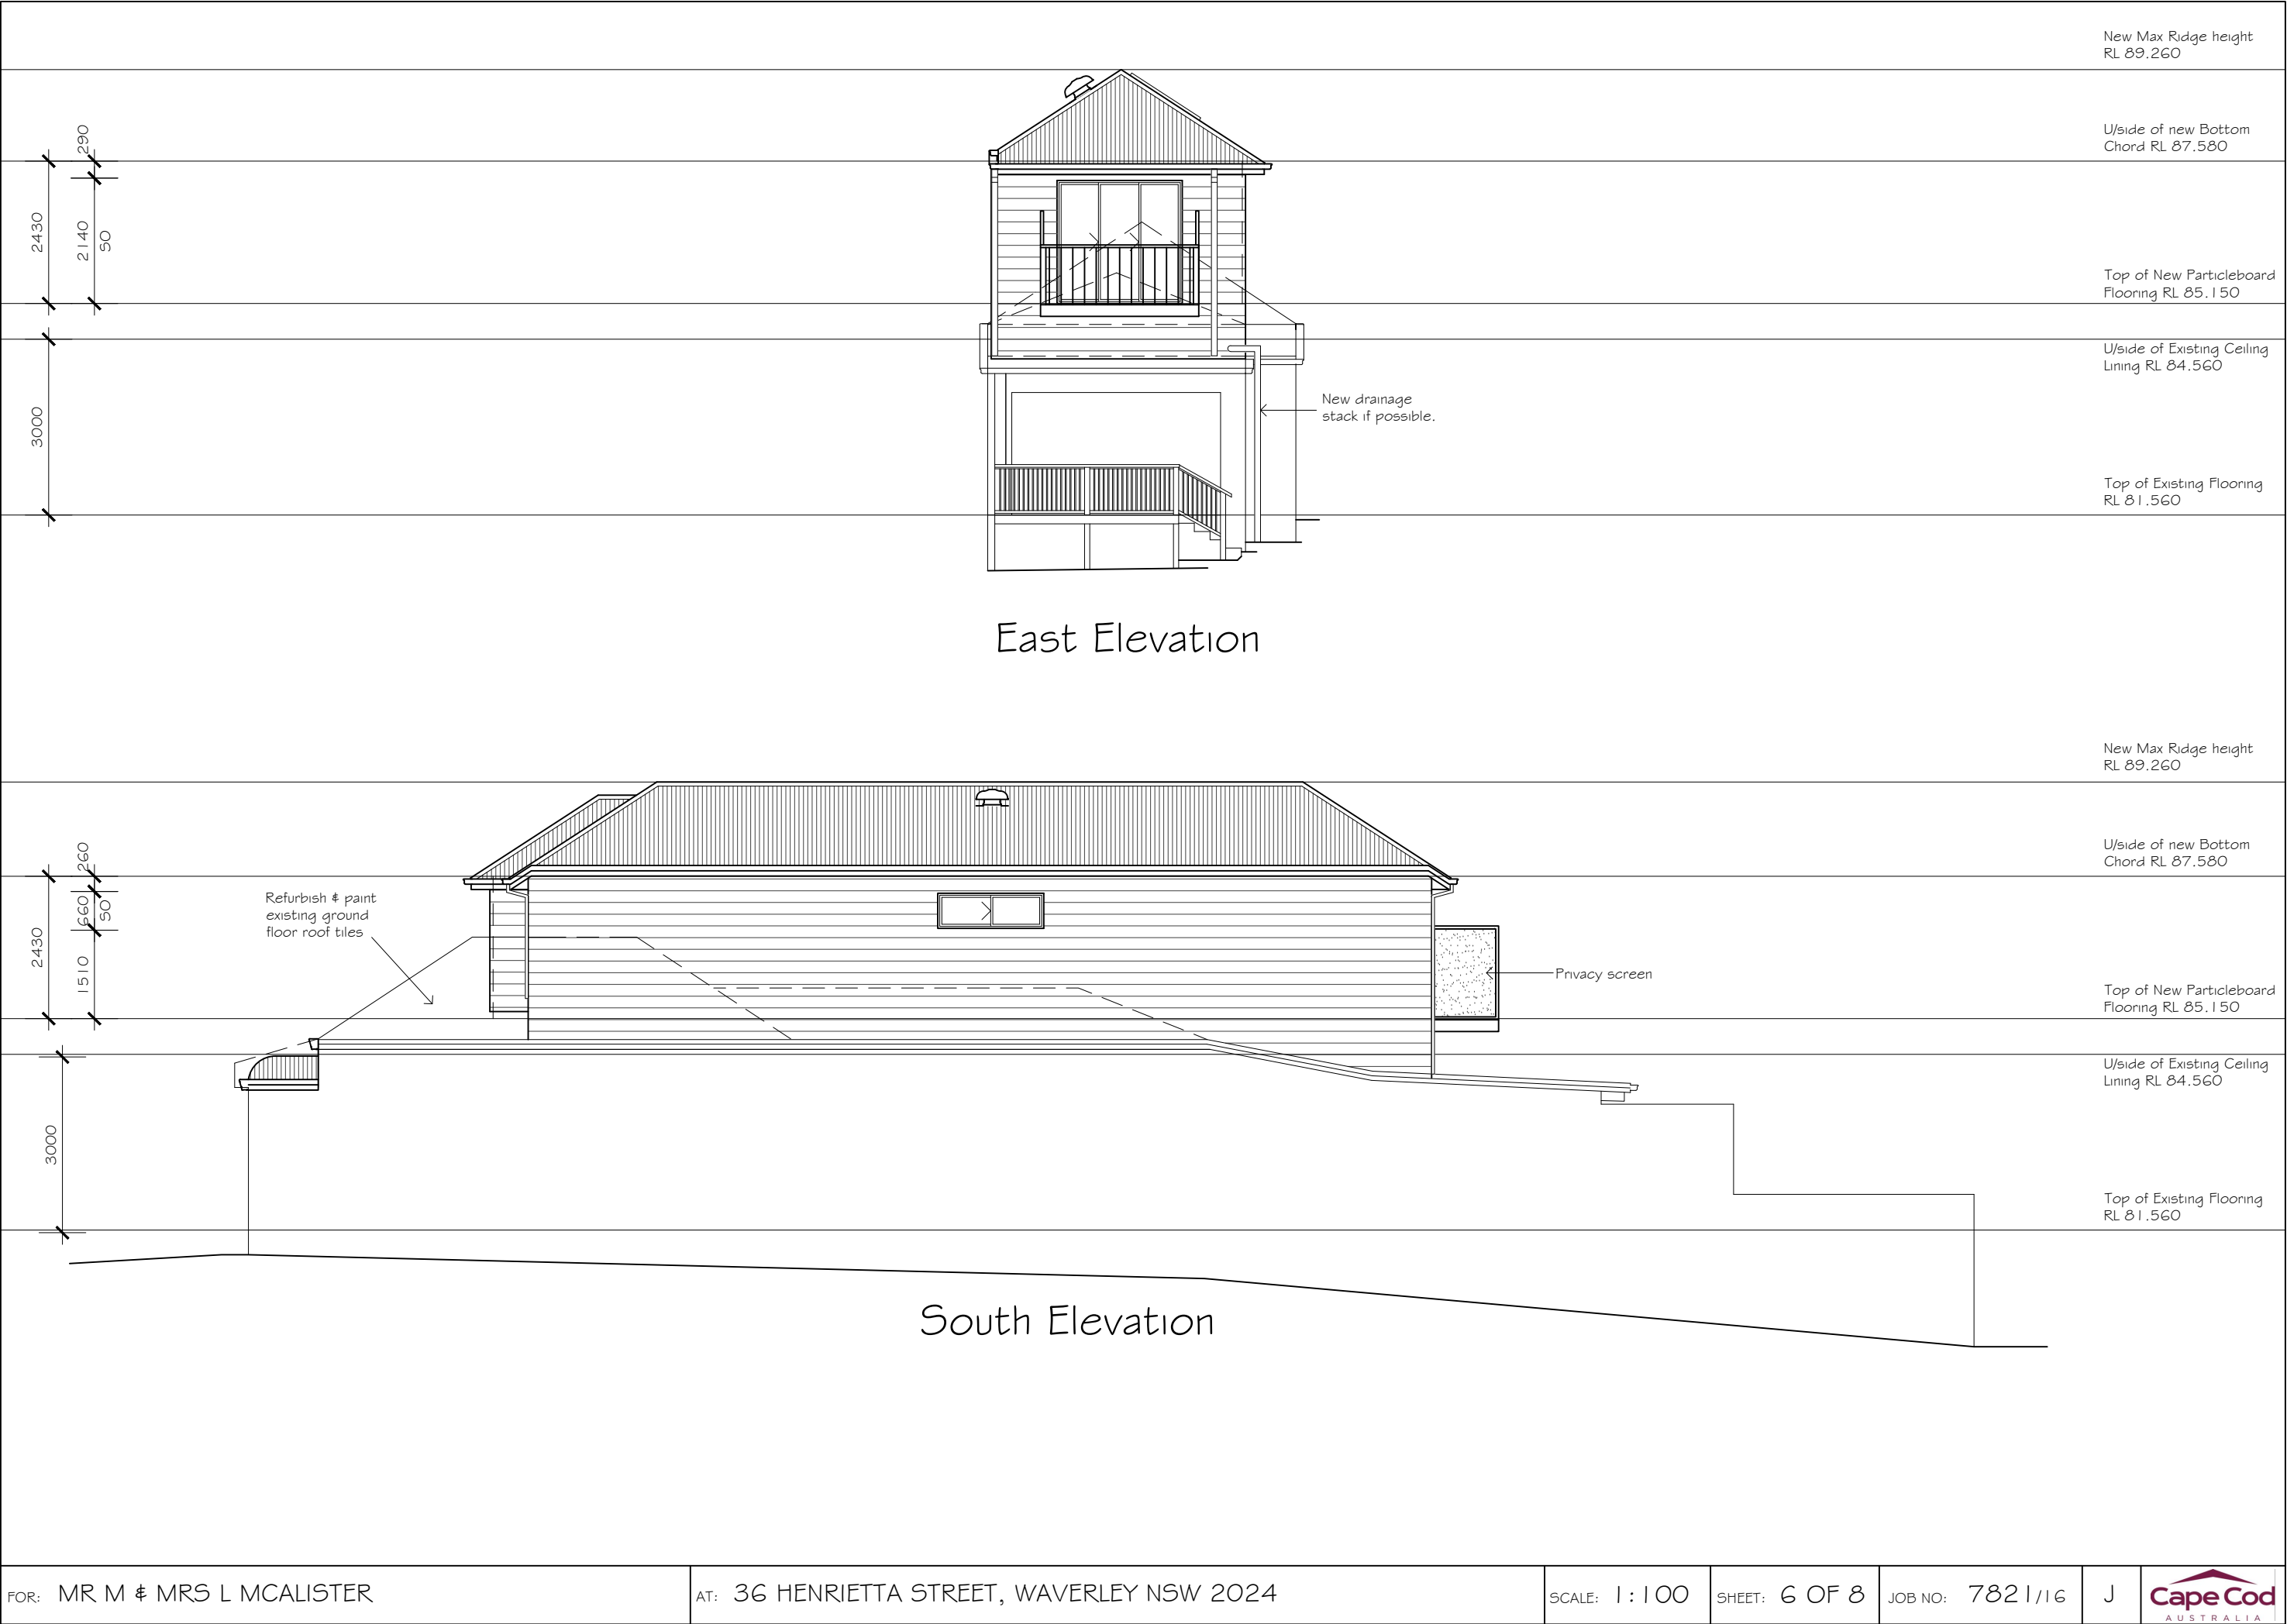 New Max Ridge height
RL 89.260
U/side of new Bottom
Chord RL 87.580
290
2430
2140
SO
Top of New Particleboard
Flooring RL 85.150
U/side of Existing Ceiling
Lining RL 84.560
New drainage
stack if possible.
3000
Top of Existing Flooring
RL 81.560
East Elevation
New Max Ridge height
RL 89.260
U/side of new Bottom
Chord RL 87.580
260
Refurbish & paint
existing ground
floor roof tiles
660
SO
2430
1510
Privacy screen
Top of New Particleboard
Flooring RL 85.150
U/side of Existing Ceiling
Lining RL 84.560
3000
Top of Existing Flooring
RL 81.560
South Elevation
FOR: MR M & MRS L MCALISTER
AT: 36 HENRIETTA STREET, WAVERLEY NSW 2024
SCALE: 1:100
SHEET: 6 OF 8
JOB NO: 7821/16
J
Cape Cod
AUSTRALIA